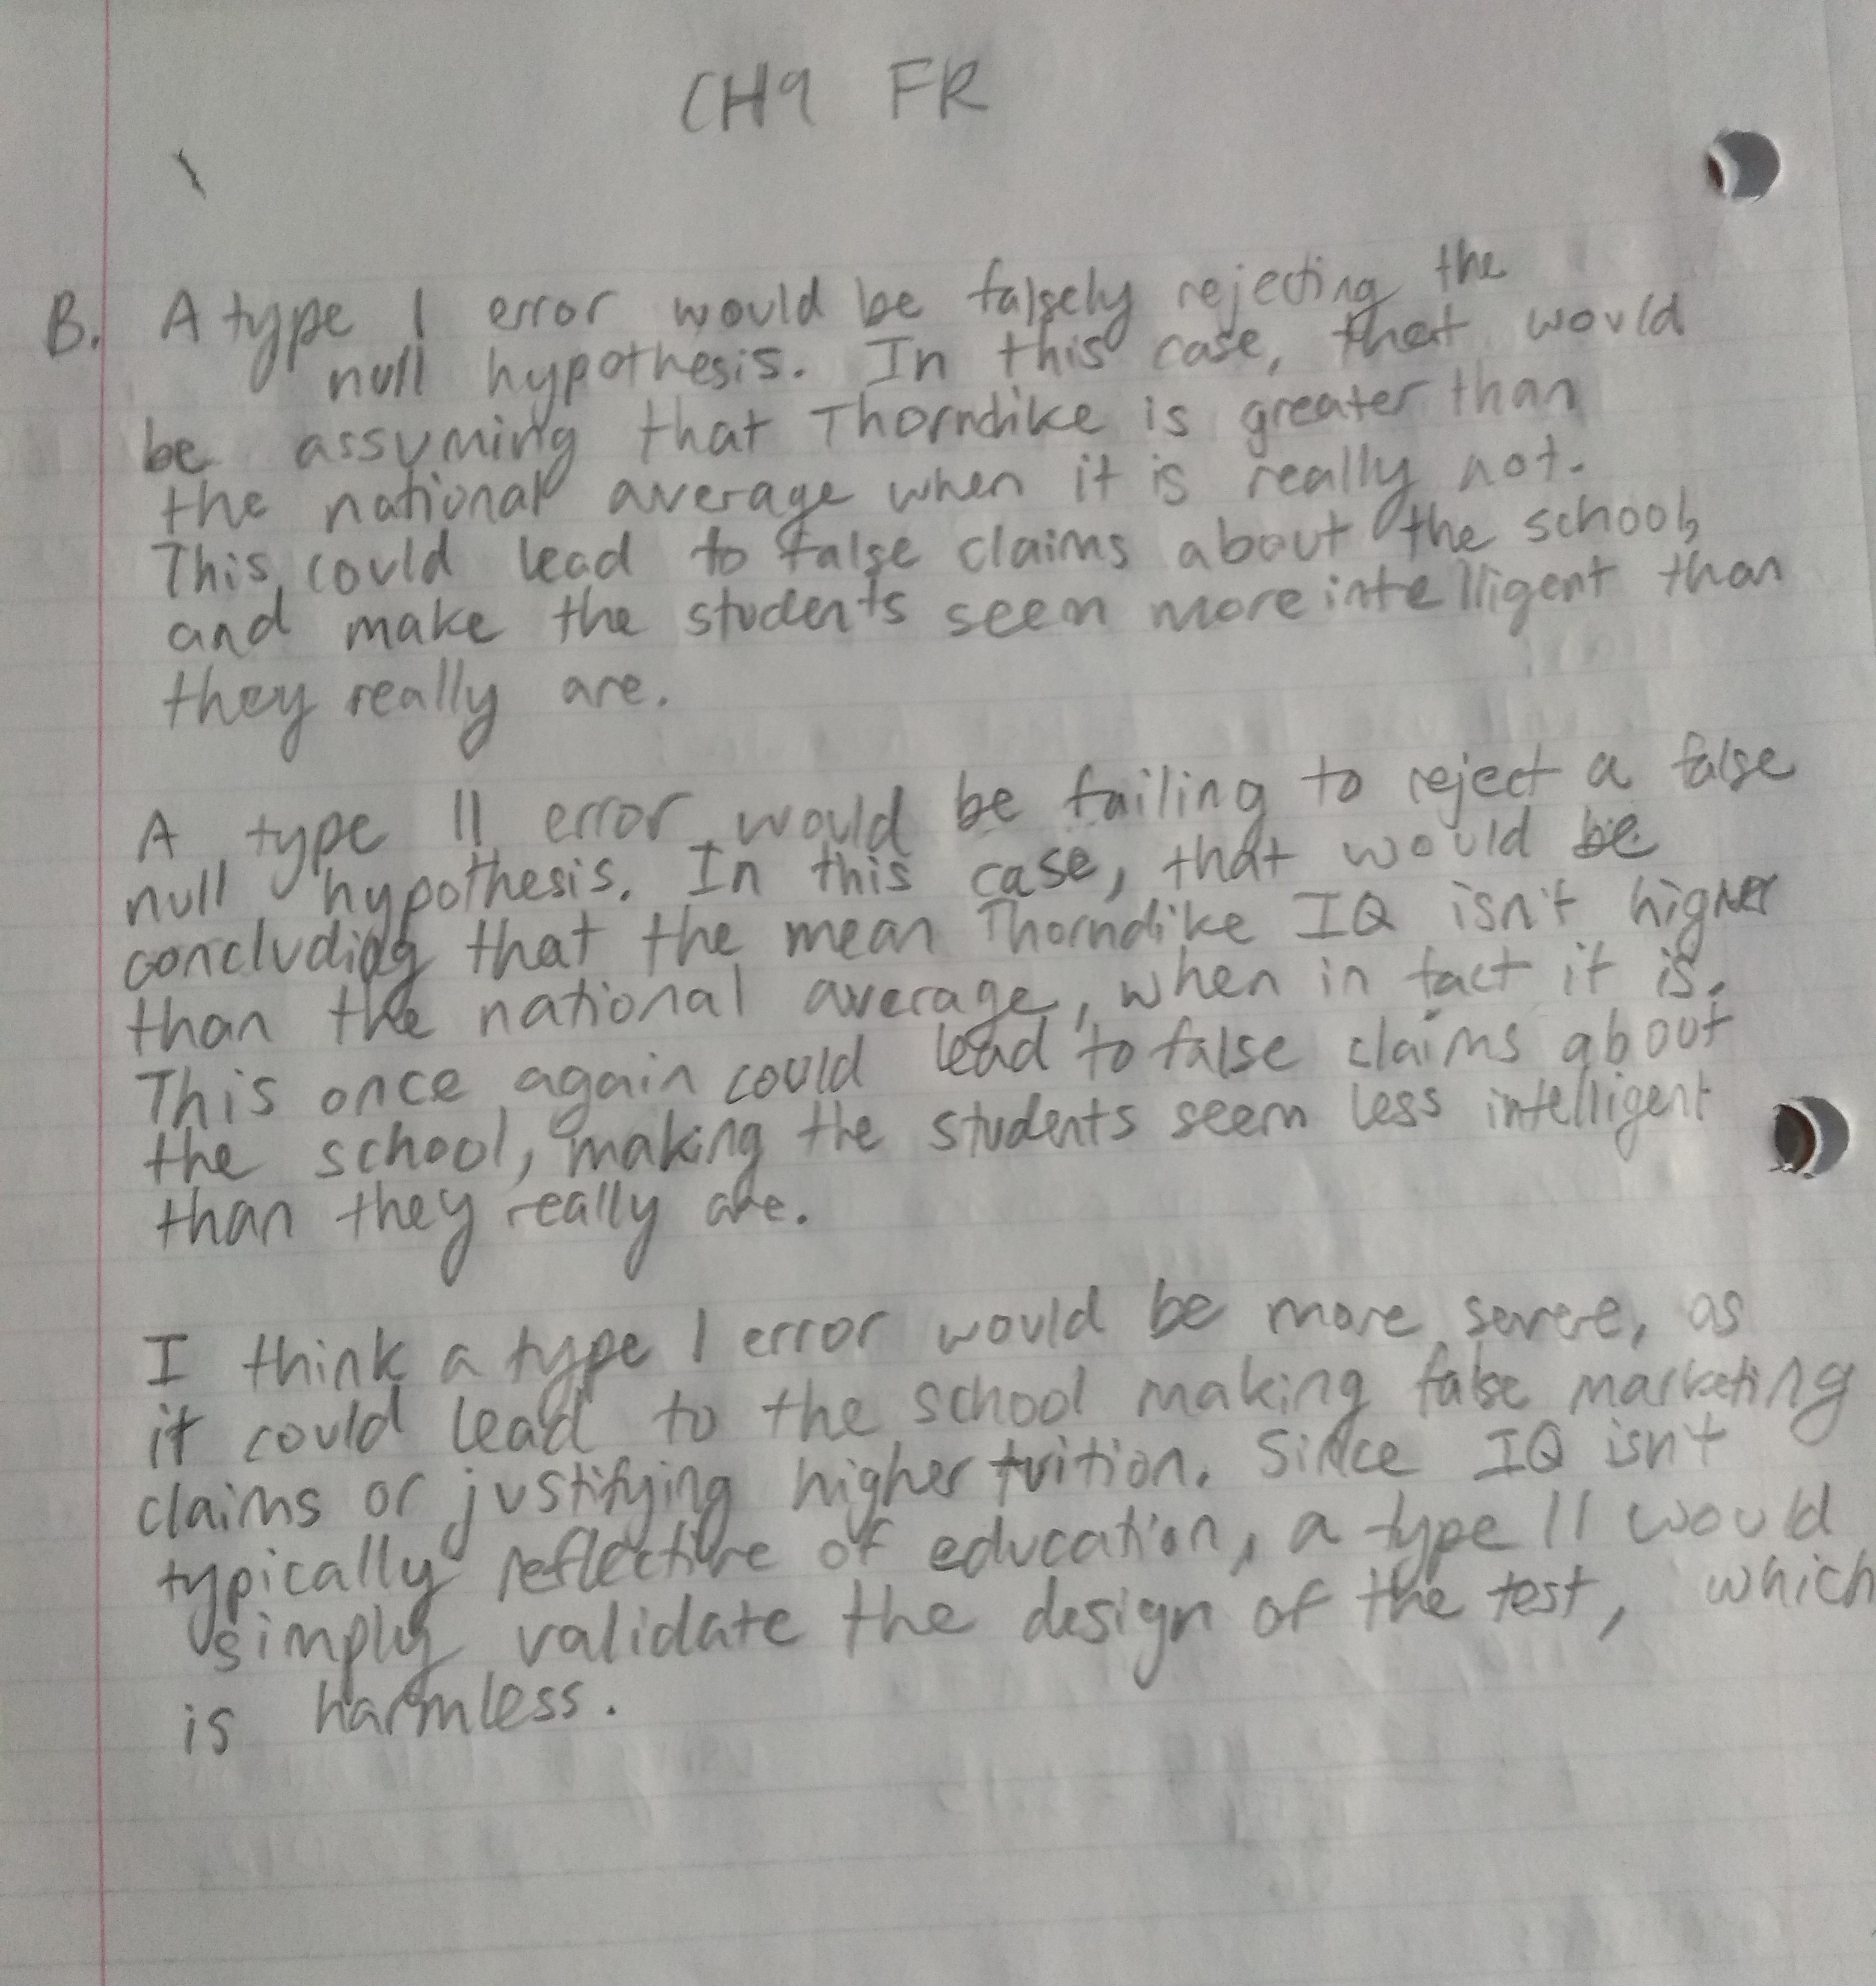 CH9 FR
B. A type I error would be falsely rejecting the
null hypothesis. In this case, that would
be assuming that Thorndike is greater than
the national average when it is really not.
This could lead to false claims about the school,
and make the students seem more intelligent than
they really are.
A type II error would be failing to reject a false
null hypothesis. In this case, that would be
concluding that the mean Thorndike IQ isn't higher
than the national average, when in fact it is.
This once again could lead to false claims about
the school, making the students seem less intelligent
than they really are.
I think a type I error would be more severe, as
it could lead to the school making false marketing
claims or justifying higher tuition. Since IQ isn't
typically reflective of education, a type II would
simply validate the design of the test, which
is harmless.